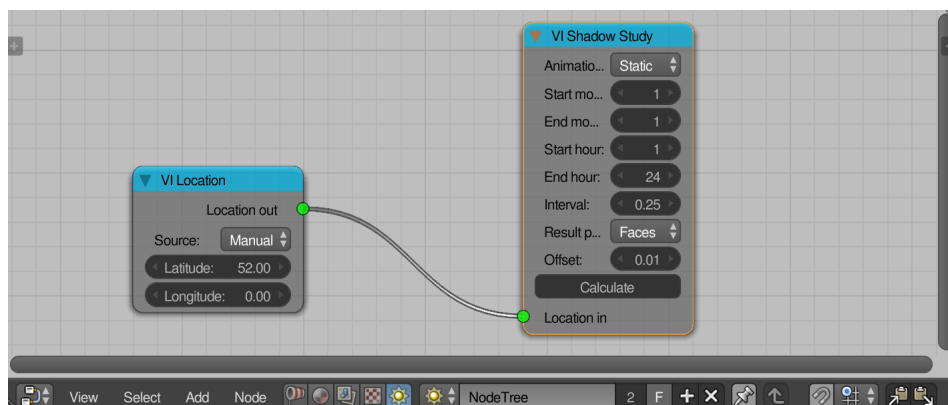 VI Shadow Study
Animatio... Static
Start mo... 1
End mo... 1
Start hour: 1
End hour: 24
Interval: 0.25
Result p... Faces
Offset: 0.01
Calculate
Location in
VI Location
Location out
Source: Manual
Latitude: 52.00
Longitude: 0.00
View Select Add Node NodeTree 2 F